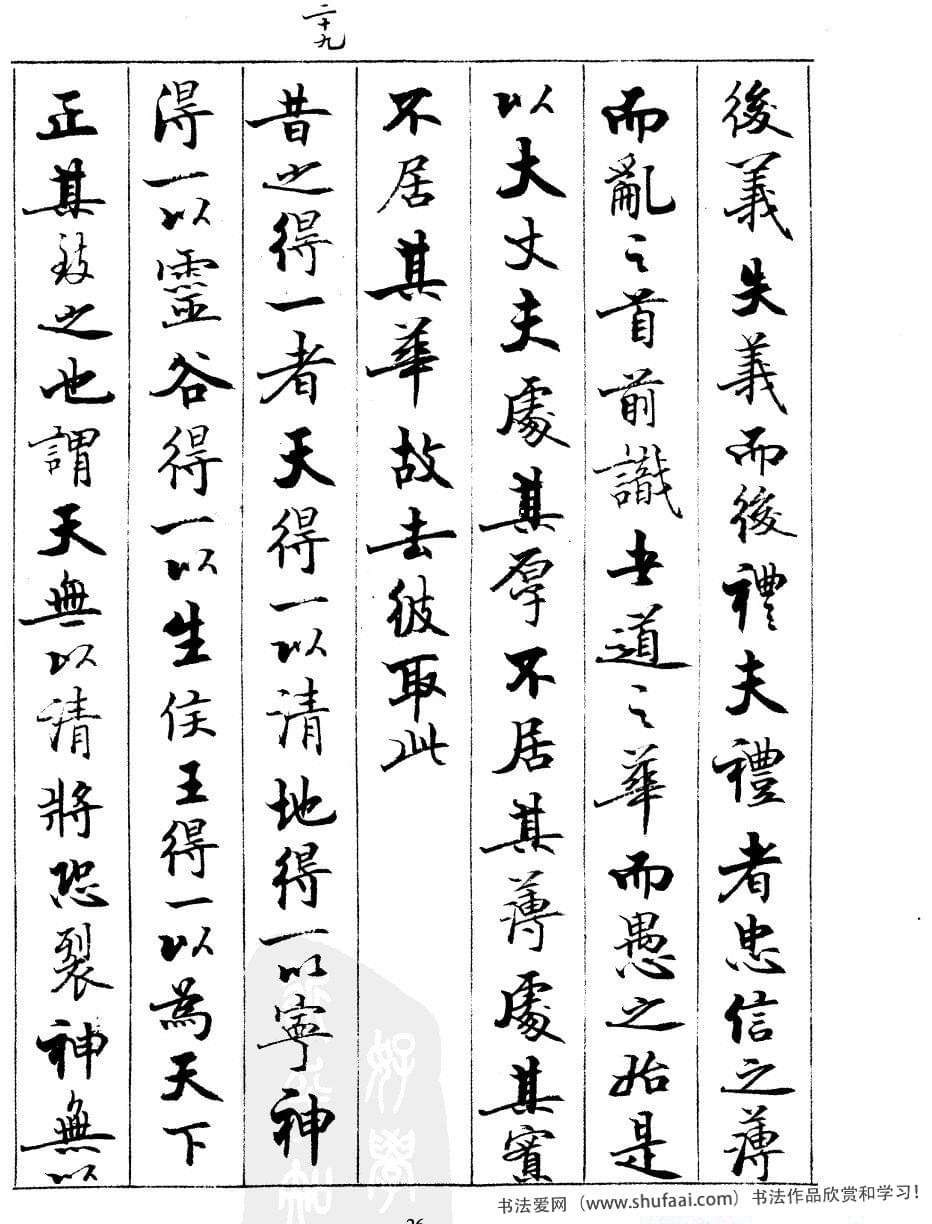 二十九
後義失義而後禮夫禮者忠信之薄
而亂之首前識者道之華而愚之始是
以大丈夫處其厚不居其薄處其實
不居其華故去彼取此
昔之得一者天得一以清地得一以寧神
得一以靈谷得一以生侯王得一以為天下
正其致之也謂天無以清將恐裂神無以
书法爱网（www.shufaai.com）书法作品欣赏和学习！